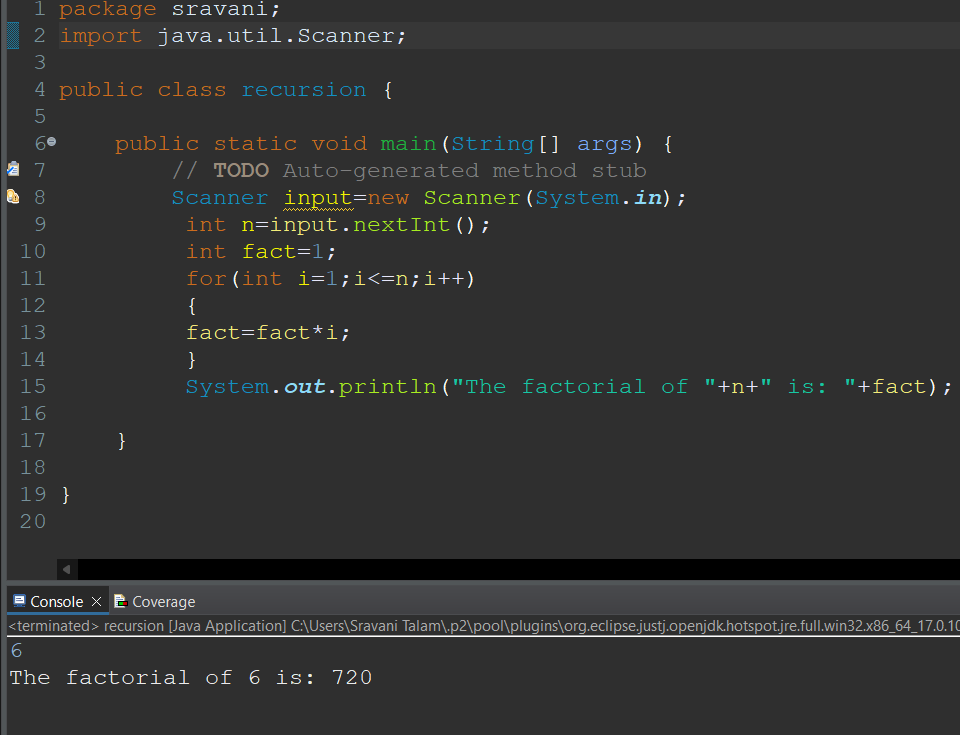 1 package sravani;
2 import java.util.Scanner;
3
4 public class recursion {
5
6 public static void main(String[] args) {
7 // TODO Auto-generated method stub
8 Scanner input=new Scanner(System.in);
9 int n=input.nextInt();
10 int fact=1;
11 for(int i=1;i<=n;i++)
12 {
13 fact=fact*i;
14 }
15 System.out.println("The factorial of "+n+" is: "+fact);
16
17 }
18
19 }
20
Console Coverage
<terminated> recursion [Java Application] C:\Users\Sravani Talam\.p2\pool\plugins\org.eclipse.justj.openjdk.hotspot.jre.full.win32.x86_64_17.0.10
6
The factorial of 6 is: 720